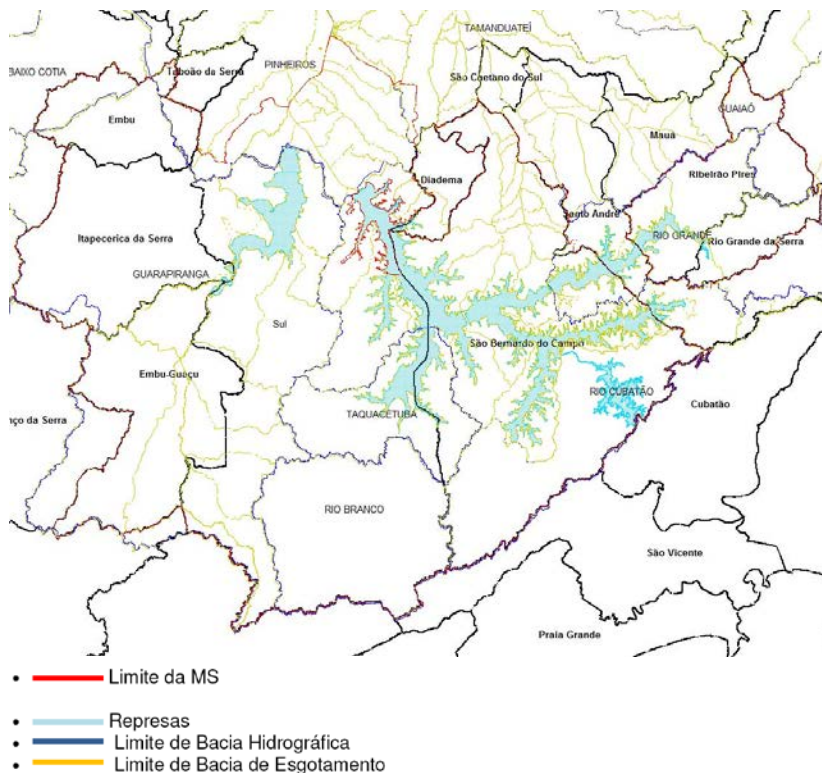 TAMANDUATEÍ
PINHEIROS
BAIXO COTIA
Taboão da Serra
São Caetano do Sul
GUAIAÓ
Embu
Mauá
Ribeirão Pires
Diadema
Santo André
Itapecerica da Serra
RIO GRANDE
Rio Grande da Serra
GUARAPIRANGA
Sul
São Bernardo do Campo
Embu-Guaçu
RIO CUBATÃO
Cubatão
TAQUACETUBA
nço da Serra
RIO BRANCO
São Vicente
Praia Grande
• Limite da MS
• Represas
• Limite de Bacia Hidrográfica
• Limite de Bacia de Esgotamento